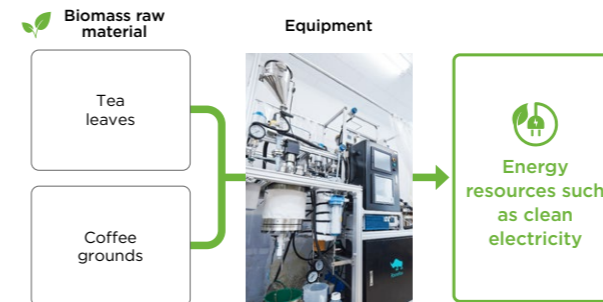 Biomass raw
material
Equipment
Tea
leaves
Coffee
grounds
Energy
resources such
as clean
electricity